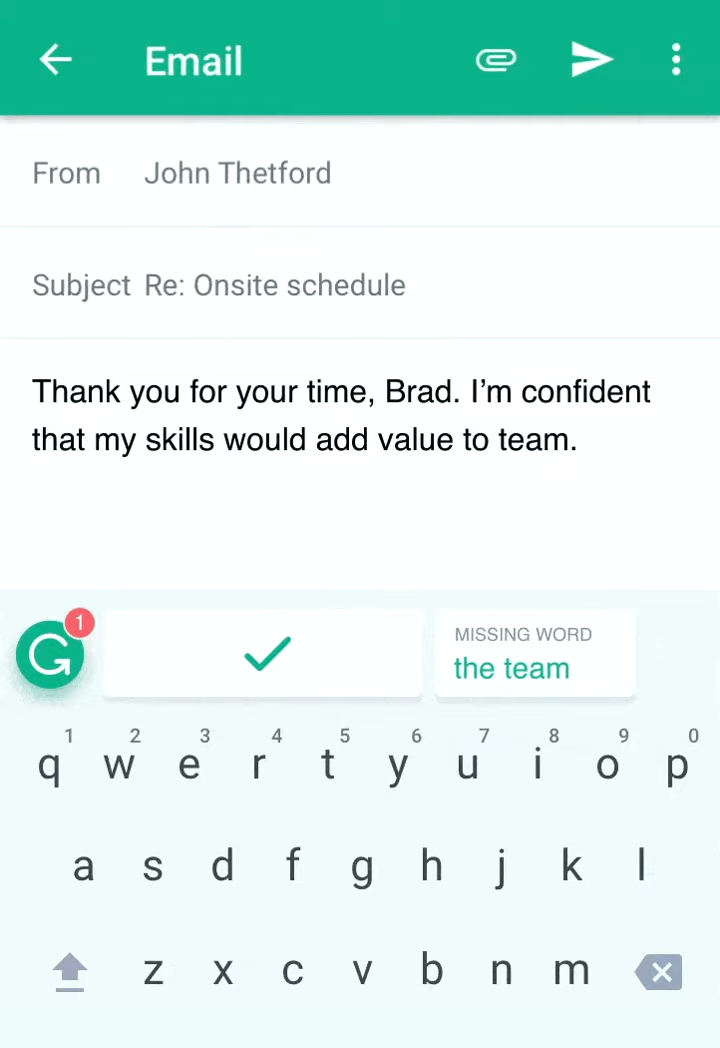 Email
From John Thetford
Subject Re: Onsite schedule
Thank you for your time, Brad. I’m confident
that my skills would add value to team.
G 1
MISSING WORD
the team
1 2 3 4 5 6 7 8 9 0
q w e r t y u i o p
a s d f g h j k l
z x c v b n m